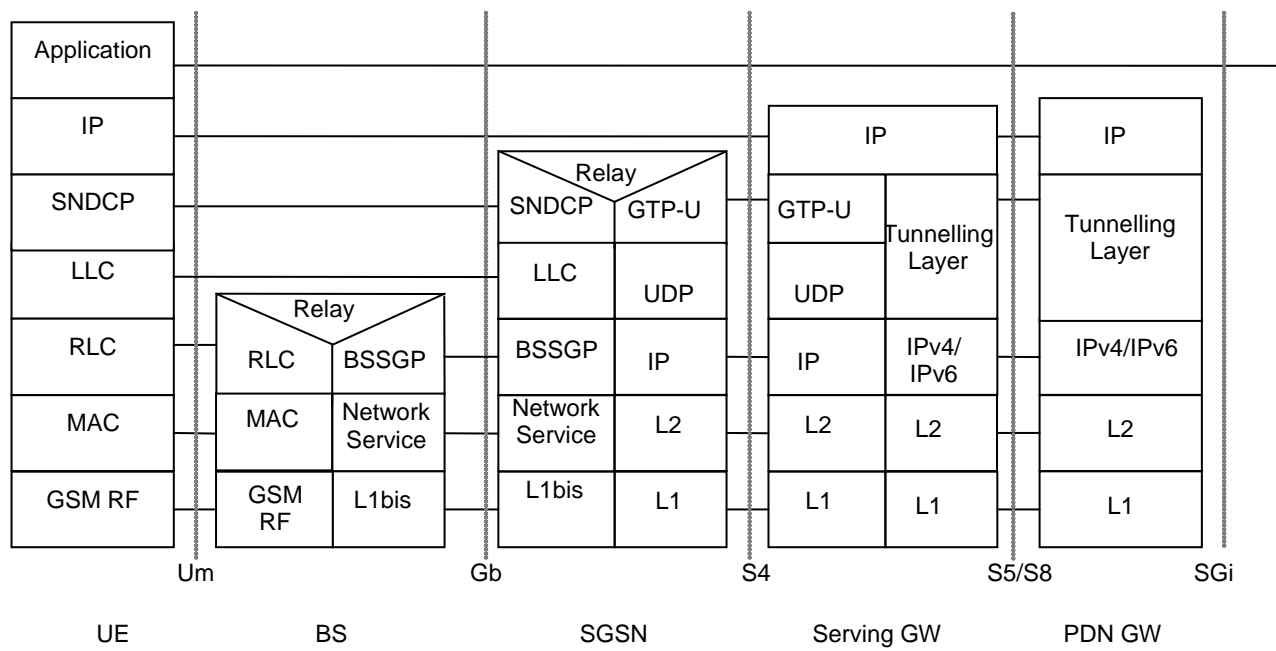 Application
IP
SNDCP
LLC
RLC
MAC
GSM RF
Relay
RLC
BSSGP
MAC
Network
Service
GSM
RF
L1bis
Relay
SNDCP
GTP-U
LLC
UDP
BSSGP
IP
Network
Service
L2
L1bis
L1
IP
GTP-U
Tunnelling
Layer
UDP
IP
IPv4/
IPv6
L2
L2
L1
L1
IP
Tunnelling
Layer
IPv4/IPv6
L2
L1
Um
Gb
S4
S5/S8
SGi
UE
BS
SGSN
Serving GW
PDN GW